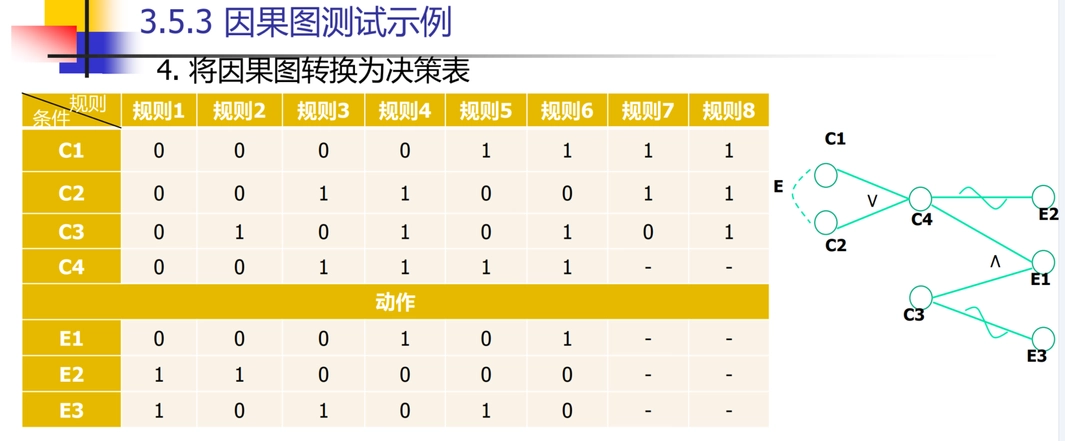 3.5.3 因果图测试示例
4. 将因果图转换为决策表
规则 条件 规则1 规则2 规则3 规则4 规则5 规则6 规则7 规则8
C1 0 0 0 0 1 1 1 1
C2 0 0 1 1 0 0 1 1
C3 0 1 0 1 0 1 0 1
C4 0 0 1 1 1 1 - -
动作
E1 0 0 0 1 0 1 - -
E2 1 1 0 0 0 0 - -
E3 1 0 1 0 1 0 - -
C1
E
∨
C4
E2
C2
∧
E1
C3
E3